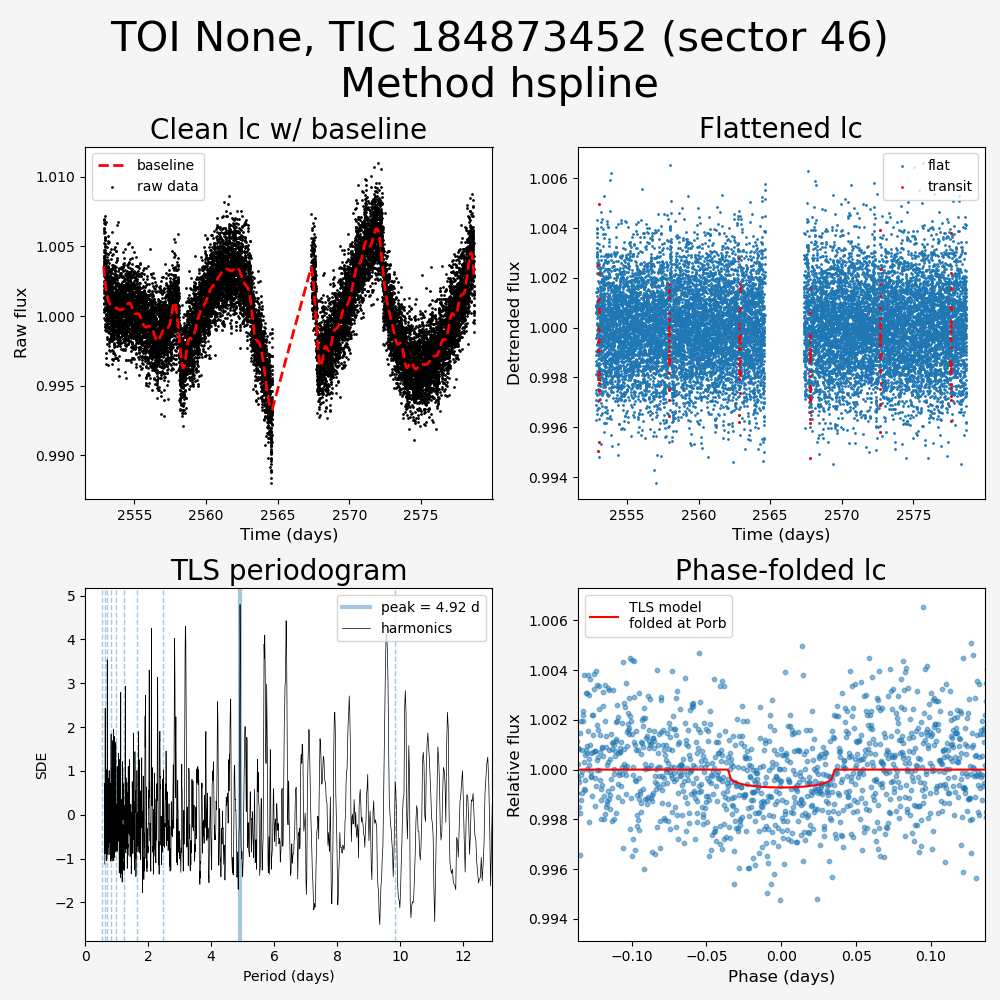 TOI None, TIC 184873452 (sector 46)
Method hspline
Clean lc w/ baseline
baseline
raw data
1.010
1.005
1.000
0.995
0.990
Raw flux
2555
2560
2565
2570
2575
Time (days)
Flattened lc
flat
transit
1.006
1.004
1.002
1.000
0.998
0.996
0.994
Detrended flux
2555
2560
2565
2570
2575
Time (days)
TLS periodogram
peak = 4.92 d
harmonics
5
4
3
2
1
0
−1
−2
SDE
0
2
4
6
8
10
12
Period (days)
Phase-folded lc
TLS model
folded at Porb
1.006
1.004
1.002
1.000
0.998
0.996
0.994
Relative flux
−0.10
−0.05
0.00
0.05
0.10
Phase (days)